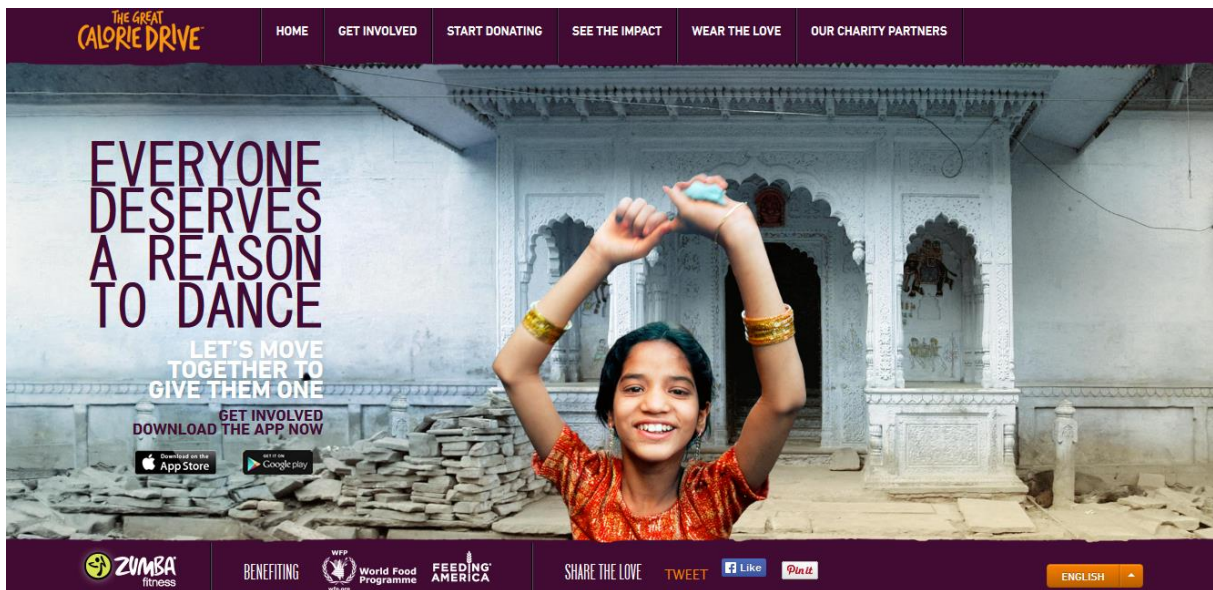 THE GREAT
CALORIE DRIVE
HOME
GET INVOLVED
START DONATING
SEE THE IMPACT
WEAR THE LOVE
OUR CHARITY PARTNERS
EVERYONE
DESERVES
A REASON
TO DANCE
LET'S MOVE
TOGETHER TO
GIVE THEM ONE
GET INVOLVED
DOWNLOAD THE APP NOW
Download on the
App Store
GET IT ON
Google play
ZUMBA
fitness
BENEFITING
WFP
World Food
Programme
wfp.org
FEEDING
AMERICA
SHARE THE LOVE
TWEET
Like
Pin it
ENGLISH